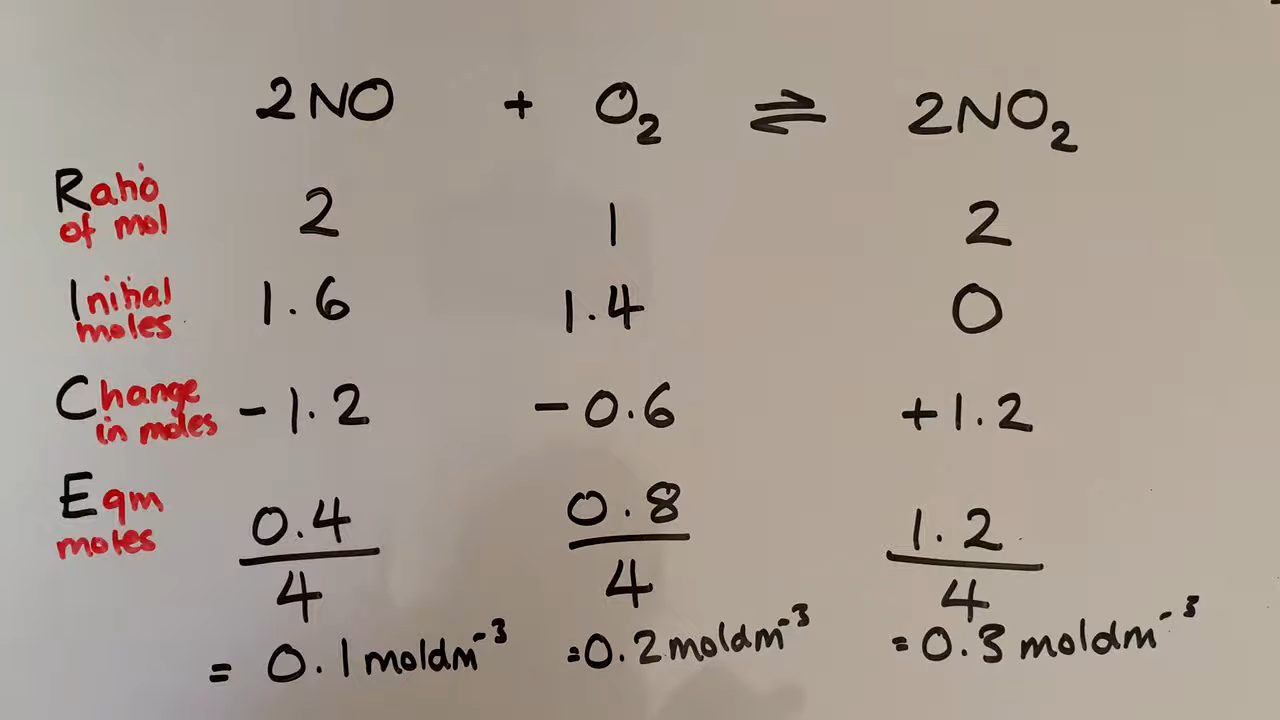 2NO + O₂ ⇌ 2NO₂
Ratio of mol 2 1 2
Initial moles 1.6 1.4 0
Change in moles -1.2 -0.6 +1.2
Eqm moles 0.4/4 0.8/4 1.2/4
= 0.1 moldm⁻³ =0.2 moldm⁻³ = 0.3 moldm⁻³